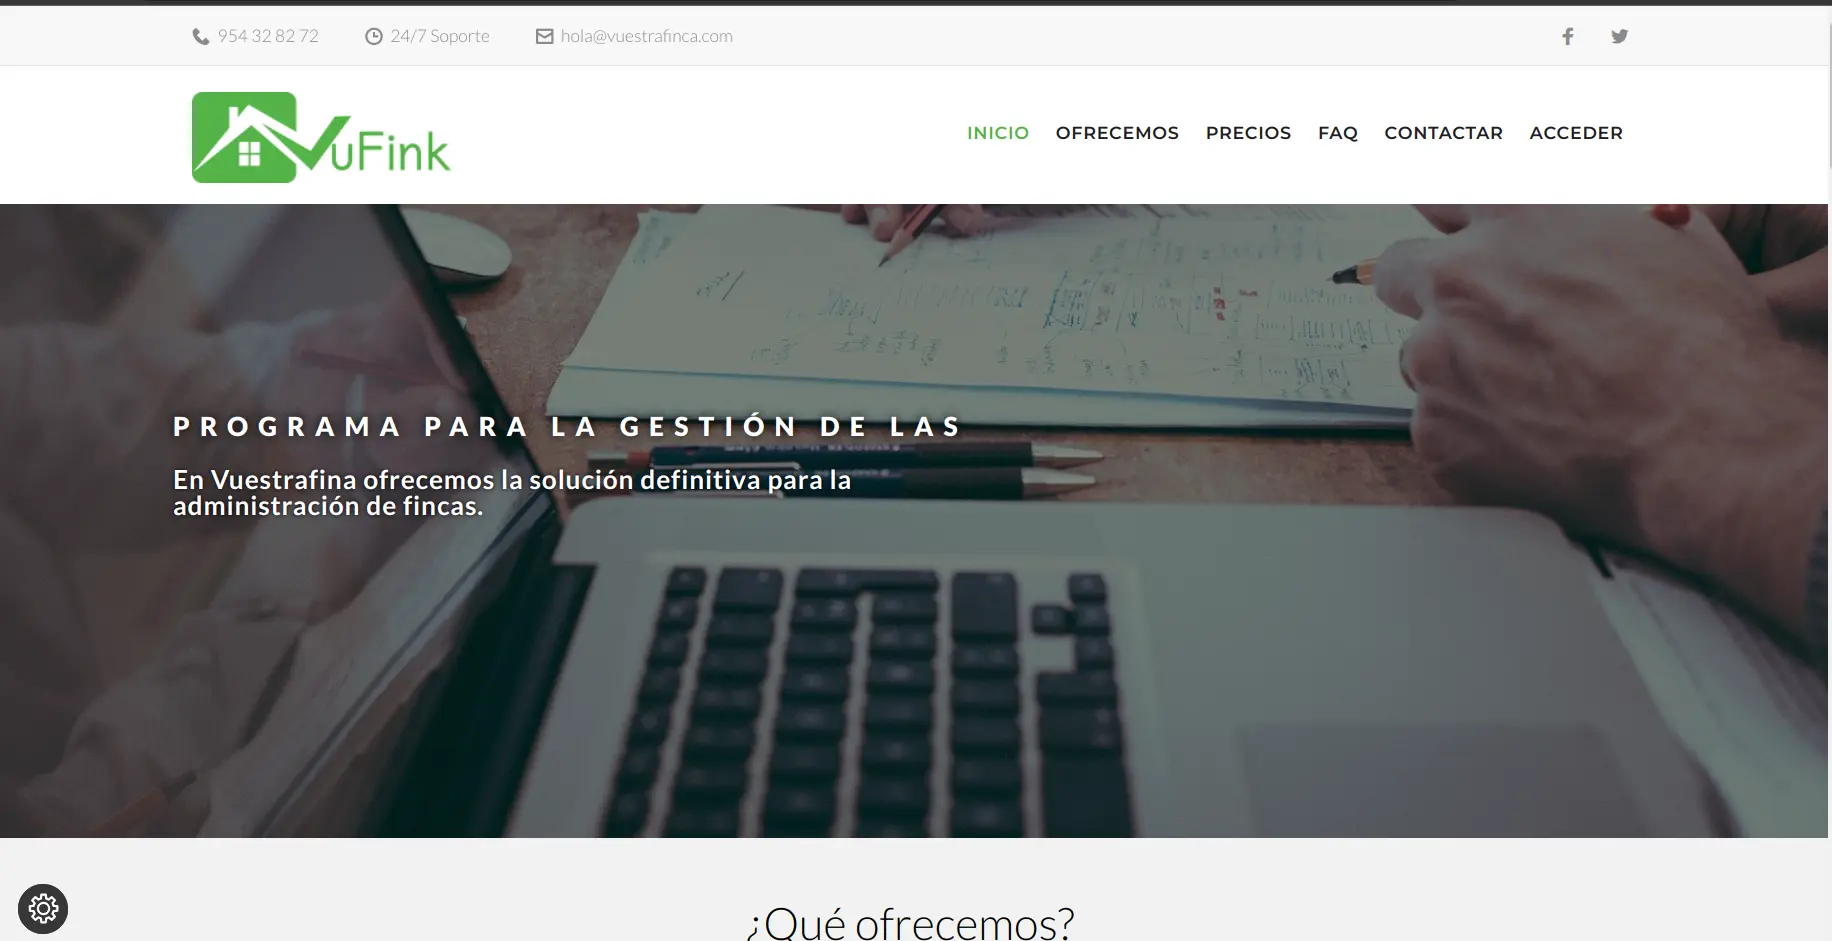 954 32 82 72
24/7 Soporte
hola@vuestrafinca.com
VuFink
INICIO
OFRECEMOS
PRECIOS
FAQ
CONTACTAR
ACCEDER
PROGRAMA PARA LA GESTIÓN DE LAS
En Vuestrafina ofrecemos la solución definitiva para la
administración de fincas.
¿Qué ofrecemos?